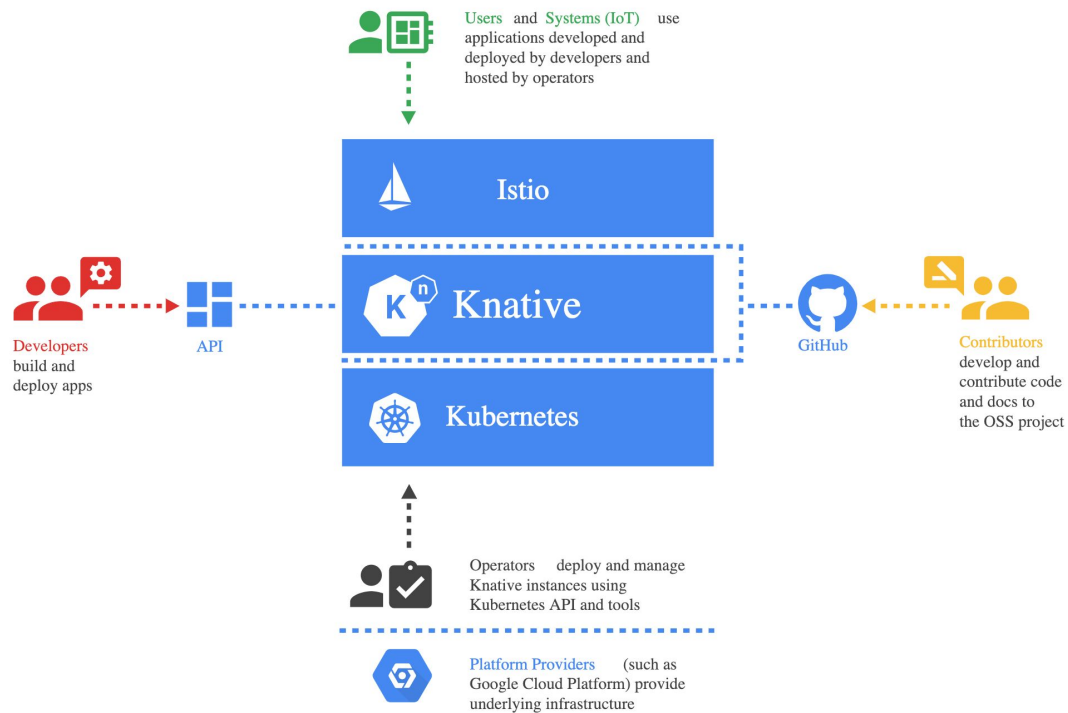 Users and Systems (IoT) use
applications developed and
deployed by developers and
hosted by operators
Istio
K
n
Knative
Developers
build and
deploy apps
API
GitHub
Contributors
develop and
contribute code
and docs to
the OSS project
Kubernetes
Operators deploy and manage
Knative instances using
Kubernetes API and tools
Platform Providers (such as
Google Cloud Platform) provide
underlying infrastructure